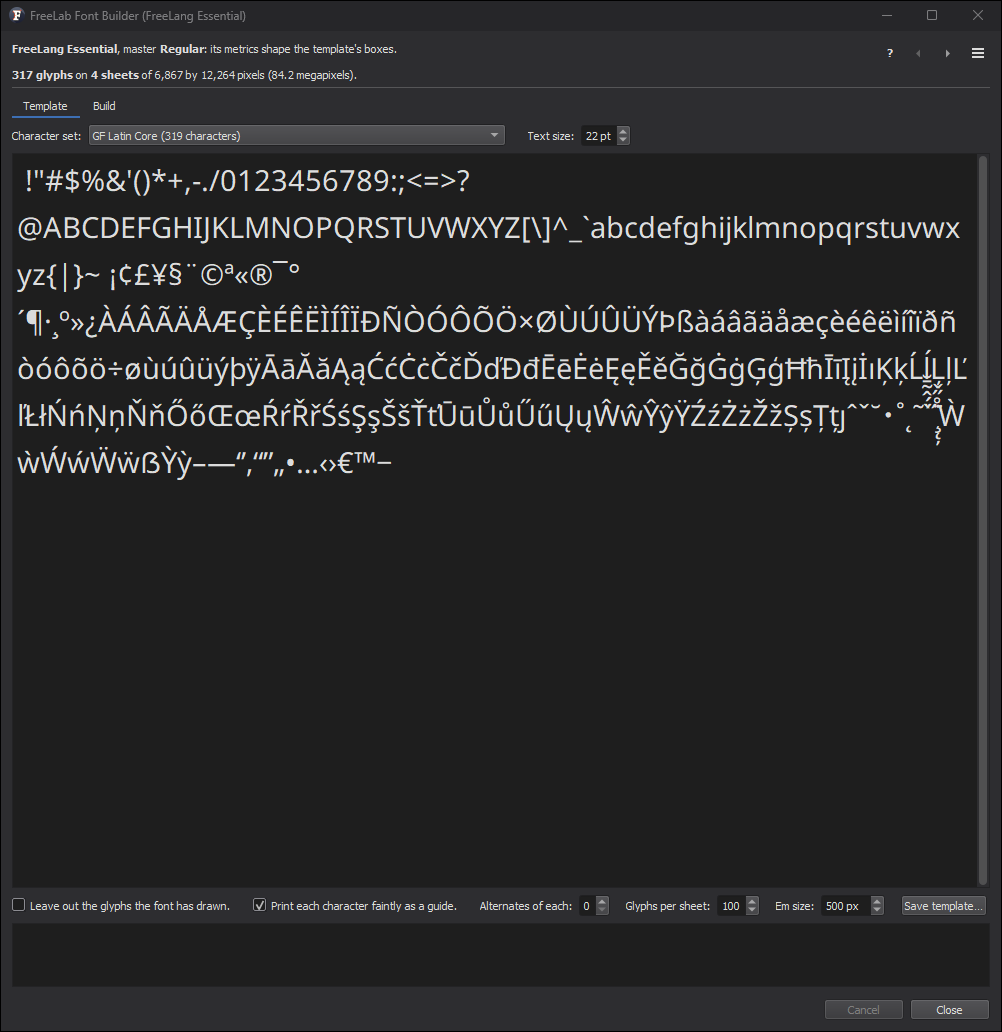 FreeLab Font Builder (FreeLang Essential)
FreeLang Essential, master Regular: its metrics shape the template's boxes.
317 glyphs on 4 sheets of 6,867 by 12,264 pixels (84.2 megapixels).
Template Build
Character set: GF Latin Core (319 characters) Text size: 22 pt
!"#$%&'()*+,-./0123456789:;<=>?
@ABCDEFGHIJKLMNOPQRSTUVWXYZ[\]^_`abcdefghijklmnopqrstuvwx
yz{|}~ ¡¢£¥§¨©ª«®¯°
´¶·¸º»¿ÀÁÂÃÄÅÆÇÈÉÊËÌÍÎÏÐÑÒÓÔÕÖ×ØÙÚÛÜÝÞßàáâãäåæçèéêëìíîïðñ
òóôõö÷øùúûüýþÿĀāĂăĄąĆćĊċČčĎďĐđĒēĖėĘęĚěĞğĠġĢģĦħĪīĮįİıĶķĹĺĻļĽ
ľŁłŃńŅņŇňŐőŒœŔŕŘřŚśŞşŠšŤťŪūŮůŰűŲųŴŵŶŷŸŹźŻżŽžȘșȚțȷˆˇ˘˙˚˛˜˝Ẁ
ẁẂẃẄẅẞỲỳ–—‘’‚“”„•…‹›€™−
Leave out the glyphs the font has drawn. Print each character faintly as a guide. Alternates of each: 0 Glyphs per sheet: 100 Em size: 500 px Save template...
Cancel Close